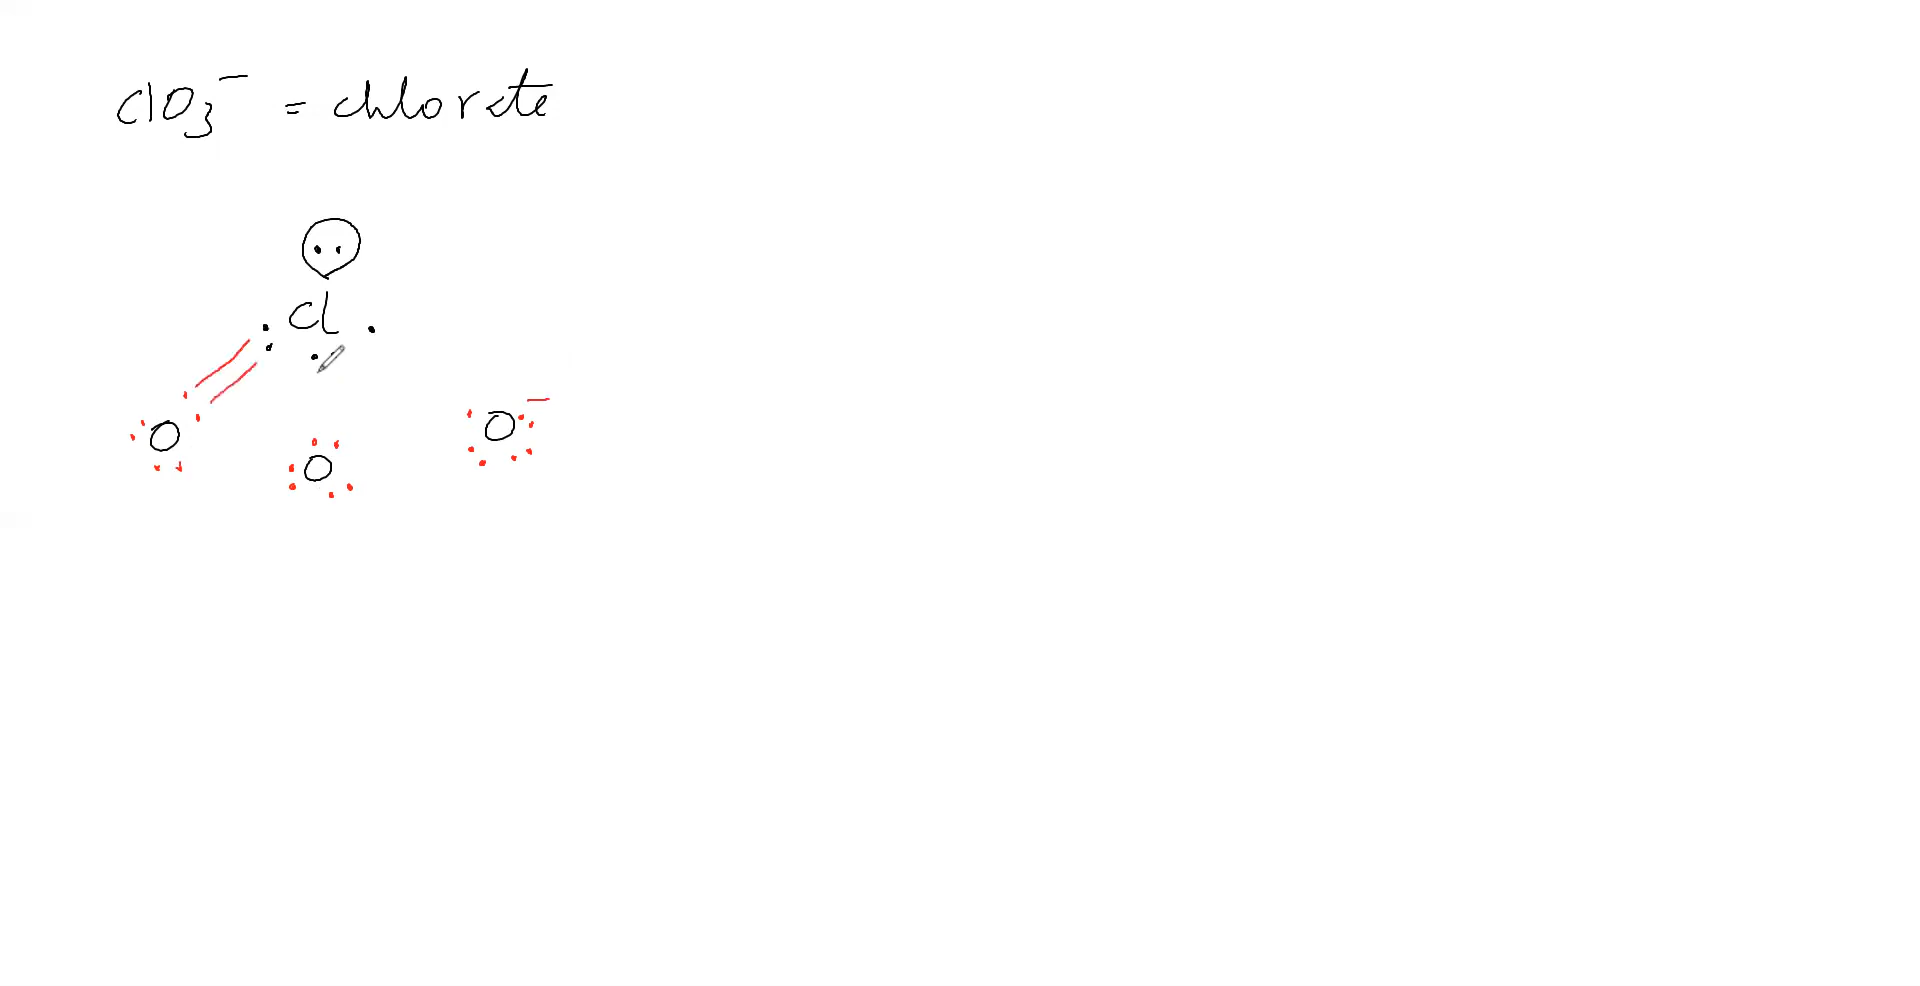 ClO₃⁻ = chlorate
Cl
O O O⁻